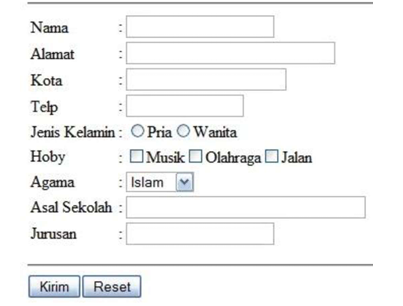 Nama :
Alamat :
Kota :
Telp :
Jenis Kelamin : Pria Wanita
Hoby : Musik Olahraga Jalan
Agama : Islam
Asal Sekolah :
Jurusan :
Kirim Reset